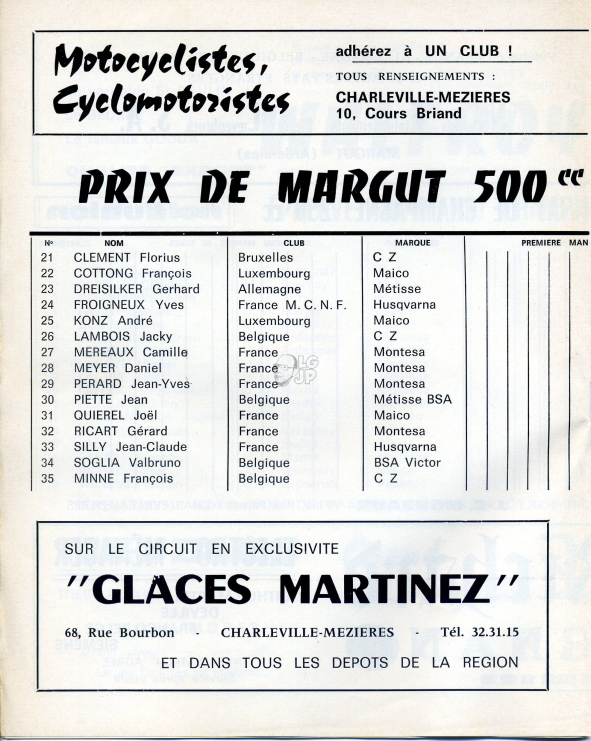 Motocyclistes,
Cyclomotoristes
adhérez à UN CLUB !
TOUS RENSEIGNEMENTS :
CHARLEVILLE-MEZIERES
10, Cours Briand
PRIX DE MARGUT 500 cc
No NOM CLUB MARQUE PREMIERE MAN
21 CLEMENT Florius Bruxelles C Z
22 COTTONG François Luxembourg Maico
23 DREISILKER Gerhard Allemagne Métisse
24 FROIGNEUX Yves France M.C.N.F. Husqvarna
25 KONZ André Luxembourg Maico
26 LAMBOIS Jacky Belgique C Z
27 MEREAUX Camille France Montesa
28 MEYER Daniel France Montesa
29 PERARD Jean-Yves France Montesa
30 PIETTE Jean Belgique Métisse BSA
31 QUIEREL Joël France Maico
32 RICART Gérard France Montesa
33 SILLY Jean-Claude France Husqvarna
34 SOGLIA Valbruno Belgique BSA Victor
35 MINNE François Belgique C Z
LG
JP
SUR LE CIRCUIT EN EXCLUSIVITE
"GLACES MARTINEZ"
68, Rue Bourbon - CHARLEVILLE-MEZIERES - Tél. 32.31.15
ET DANS TOUS LES DEPOTS DE LA REGION